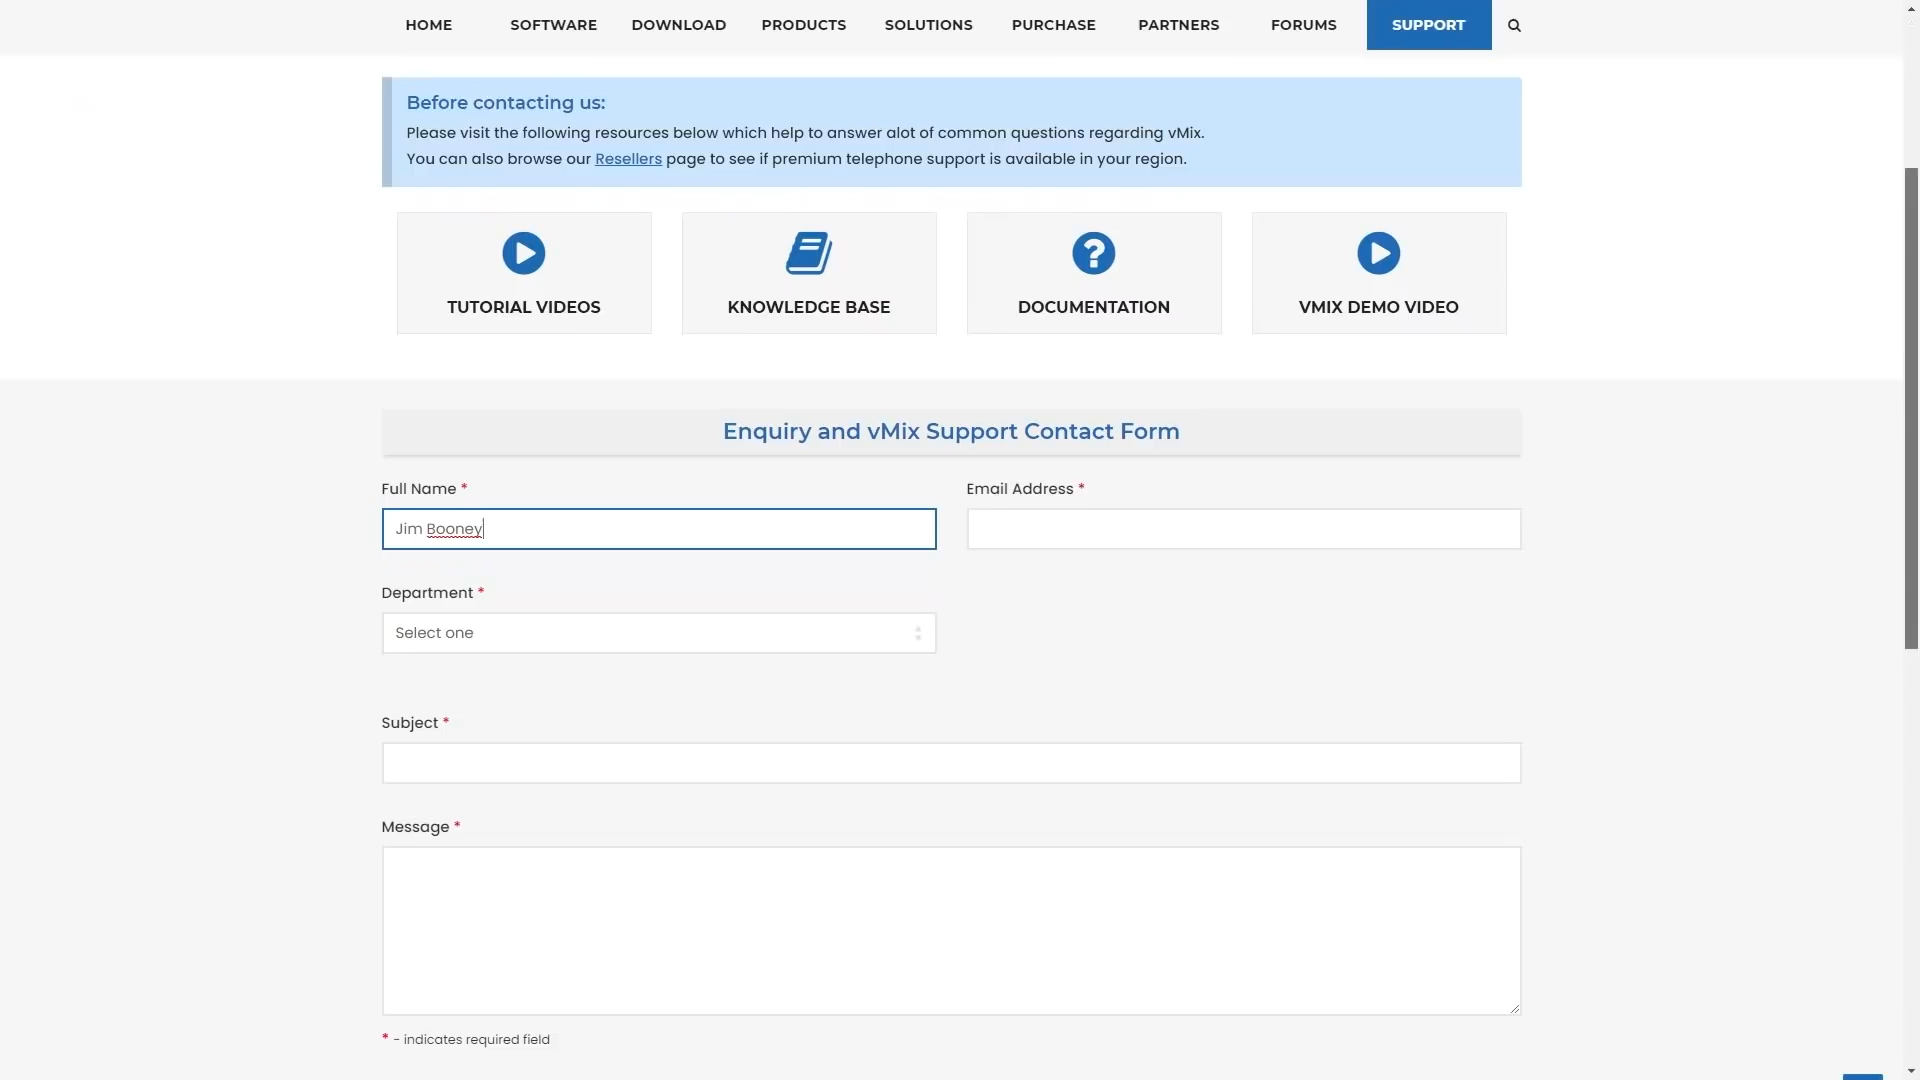 HOME SOFTWARE DOWNLOAD PRODUCTS SOLUTIONS PURCHASE PARTNERS FORUMS SUPPORT
Before contacting us:
Please visit the following resources below which help to answer alot of common questions regarding vMix.
You can also browse our Resellers page to see if premium telephone support is available in your region.
TUTORIAL VIDEOS KNOWLEDGE BASE DOCUMENTATION VMIX DEMO VIDEO
Enquiry and vMix Support Contact Form
Full Name * Email Address *
Jim Booney
Department *
Select one
Subject *
Message *
* - indicates required field